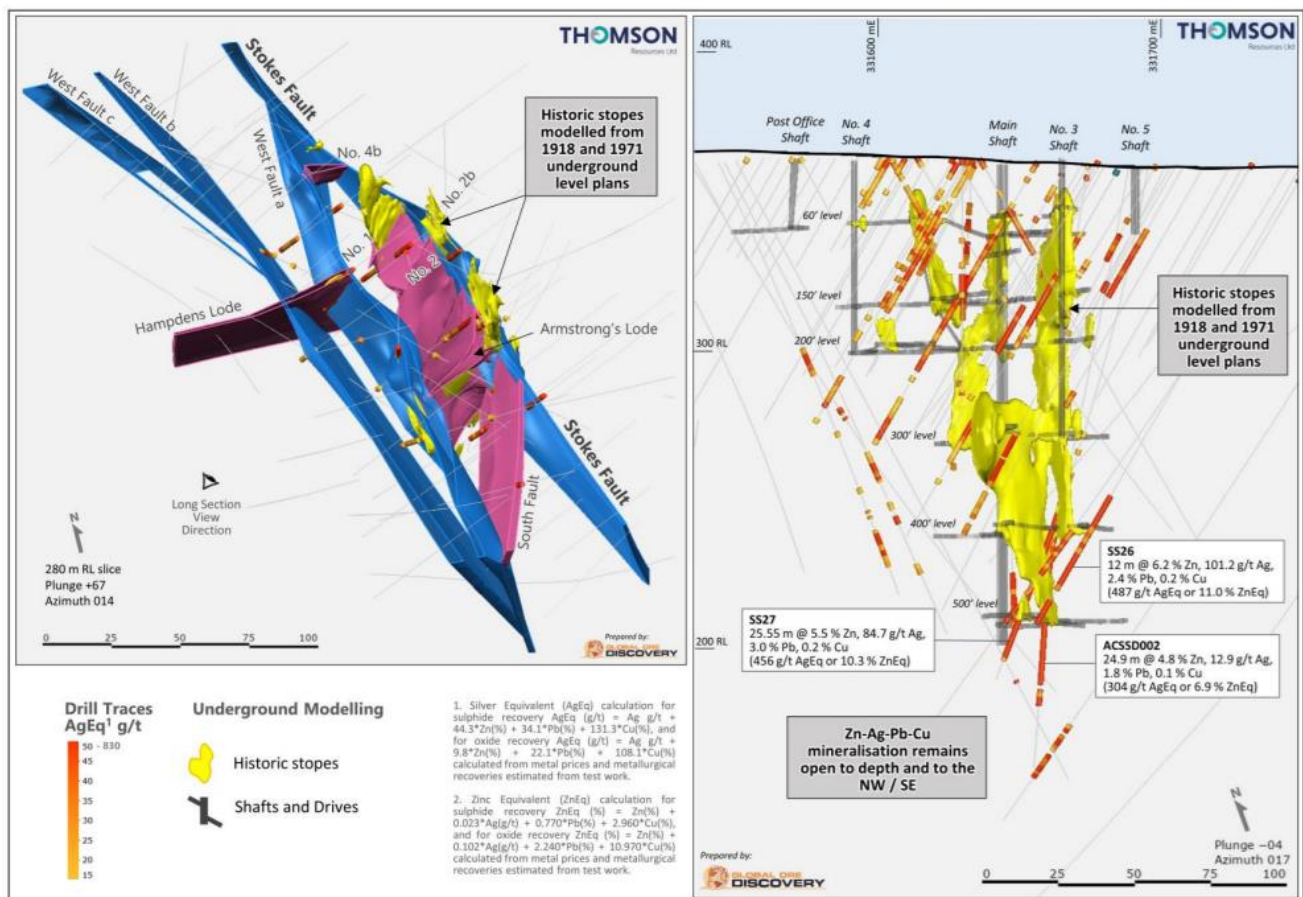 THOMSON
Resources Ltd
West Fault c
West Fault b
Stokes Fault
West Fault a
No. 4b
No. 2b
Historic stopes
modelled from
1918 and 1971
underground
level plans
No. 1
No. 2
Hampdens Lode
Armstrong's Lode
Stokes Fault
South Fault
Long Section
View
Direction
N
280 m RL slice
Plunge +67
Azimuth 014
0 25 50 75 100
Prepared by:
GLOBAL ORE
DISCOVERY
Drill Traces
AgEq¹ g/t
50 - 830
45
40
35
30
25
20
15
Underground Modelling
Historic stopes
Shafts and Drives
1. Silver Equivalent (AgEq) calculation for
sulphide recovery AgEq (g/t) = Ag g/t +
44.3*Zn(%) + 34.1*Pb(%) + 131.3*Cu(%), and
for oxide recovery AgEq (g/t) = Ag g/t +
9.8*Zn(%) + 22.1*Pb(%) + 108.1*Cu(%)
calculated from metal prices and metallurgical
recoveries estimated from test work.
2. Zinc Equivalent (ZnEq) calculation for
sulphide recovery ZnEq (%) = Zn(%) +
0.023*Ag(g/t) + 0.770*Pb(%) + 2.960*Cu(%),
and for oxide recovery ZnEq (%) = Zn(%) +
0.102*Ag(g/t) + 2.240*Pb(%) + 10.970*Cu(%)
calculated from metal prices and metallurgical
recoveries estimated from test work.
400 RL
331600 mE
331700 mE
THOMSON
Resources Ltd
Post Office
Shaft
No. 4
Shaft
Main
Shaft
No. 3
Shaft
No. 5
Shaft
60' level
150' level
200' level
300 RL
Historic stopes
modelled from
1918 and 1971
underground
level plans
300' level
400' level
500' level
SS26
12 m @ 6.2 % Zn, 101.2 g/t Ag,
2.4 % Pb, 0.2 % Cu
(487 g/t AgEq or 11.0 % ZnEq)
SS27
25.55 m @ 5.5 % Zn, 84.7 g/t Ag,
3.0 % Pb, 0.2 % Cu
(456 g/t AgEq or 10.3 % ZnEq)
200 RL
ACSSD002
24.9 m @ 4.8 % Zn, 12.9 g/t Ag,
1.8 % Pb, 0.1 % Cu
(304 g/t AgEq or 6.9 % ZnEq)
Zn-Ag-Pb-Cu
mineralisation remains
open to depth and to the
NW / SE
N
Plunge −04
Azimuth 017
Prepared by:
GLOBAL ORE
DISCOVERY
0 25 50 75 100